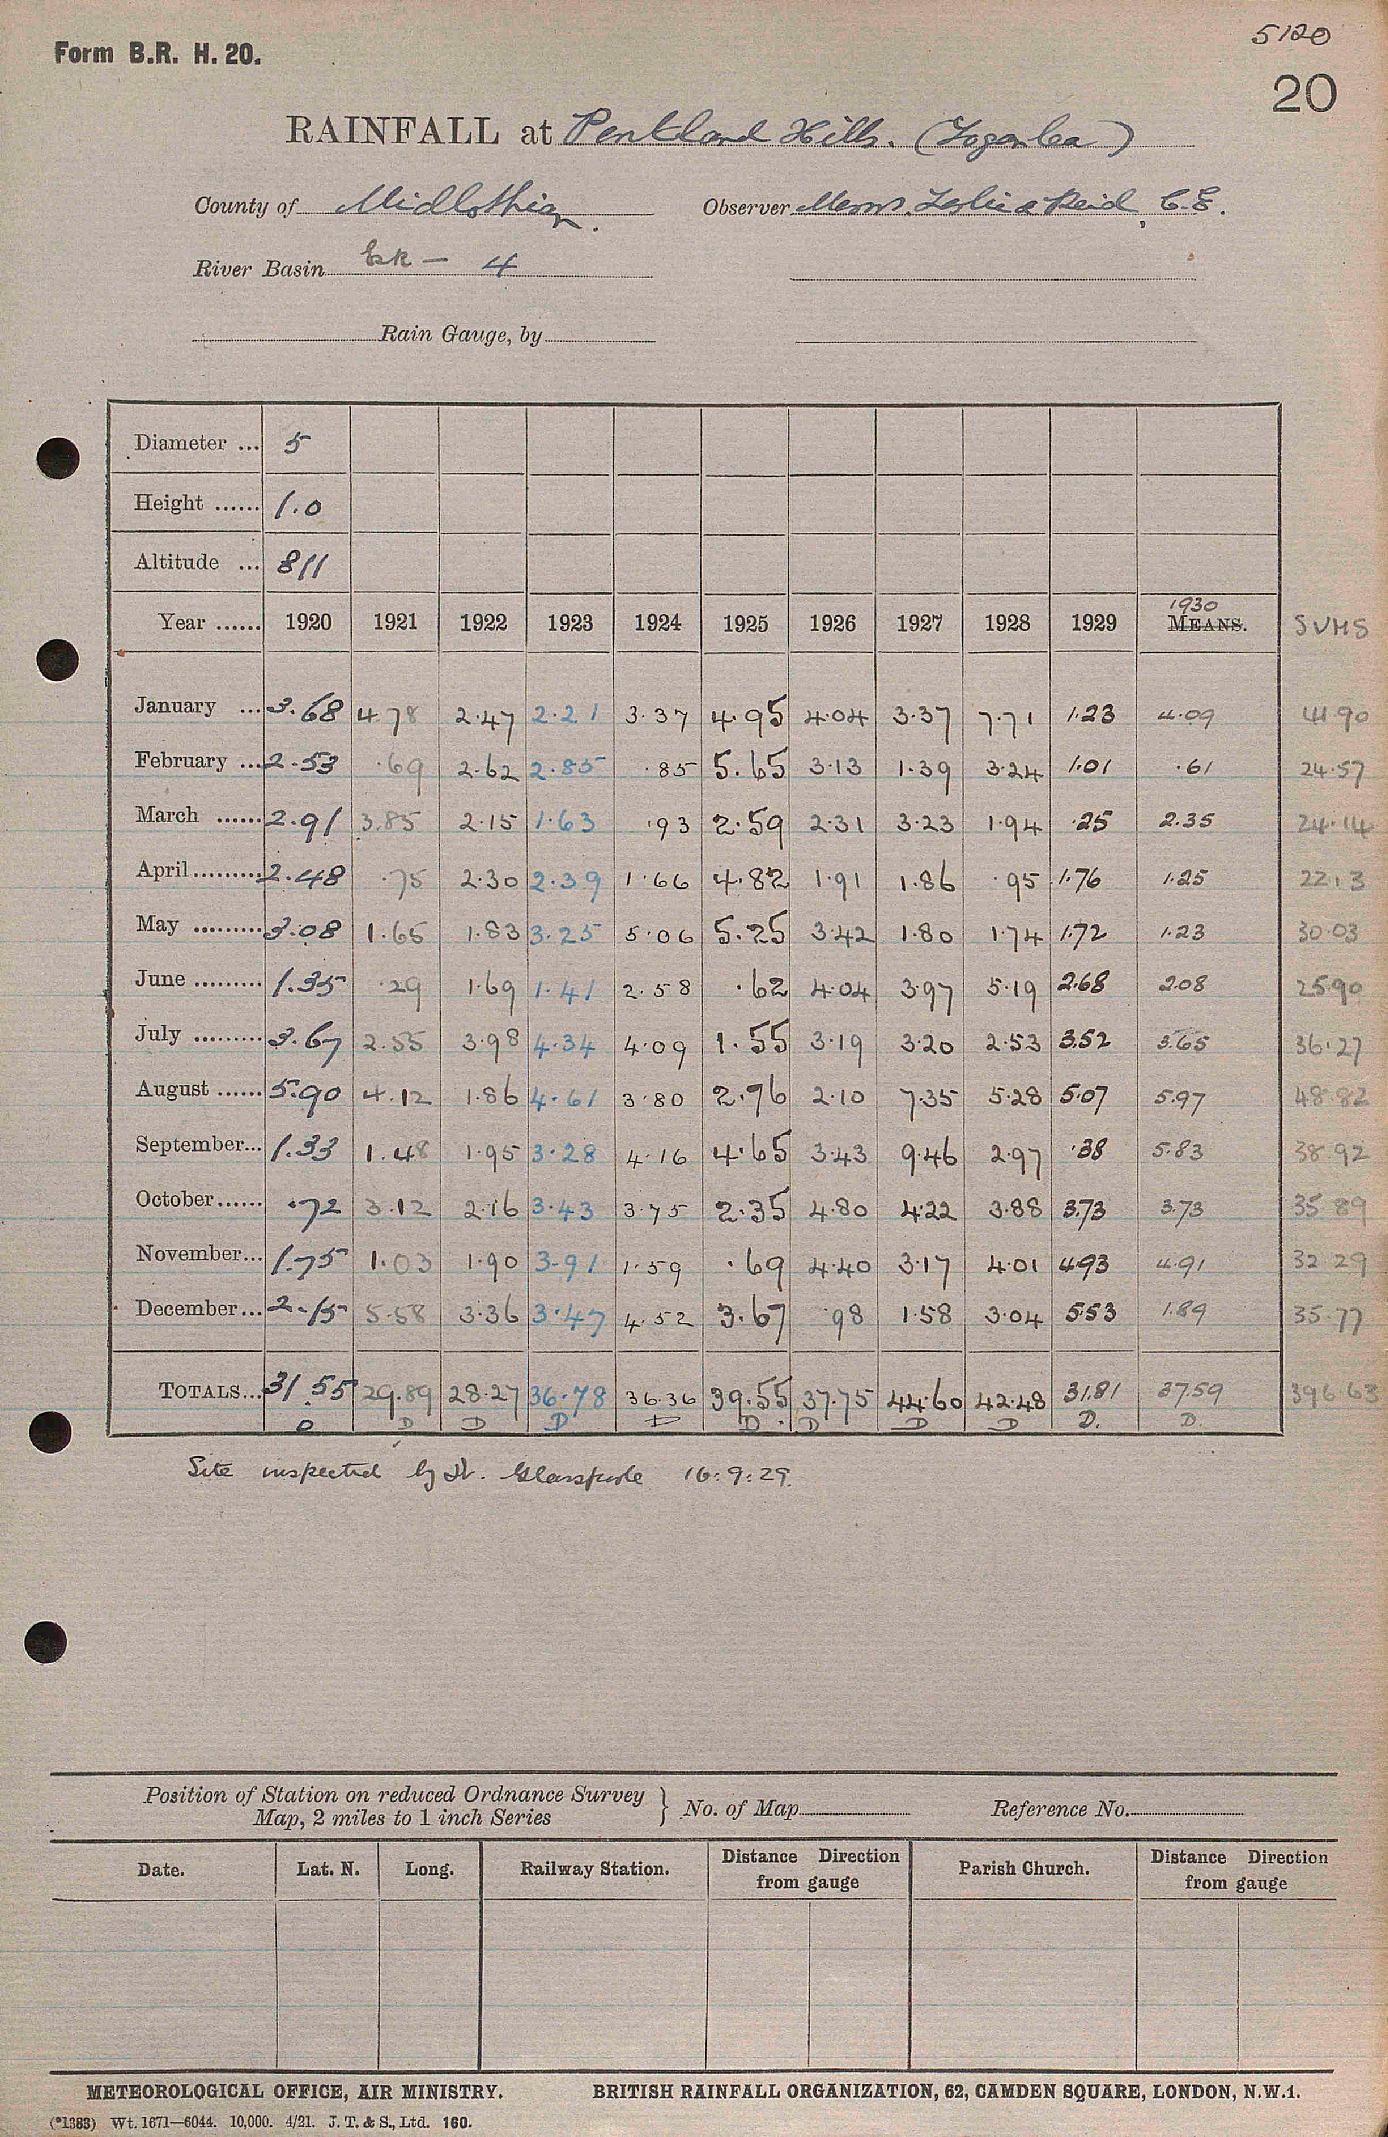 Form B.R. H. 20.
5120
20
RAINFALL at Pentland Hills. (Loganlea)
County of Midlothian. Observer Messrs. Leslie & Reid, C.E.
River Basin Esk - 4
Rain Gauge, by
Diameter ... 5
Height ...... 1.0
Altitude ... 811
Year ...... 1920 1921 1922 1923 1924 1925 1926 1927 1928 1929 1930 MEANS. SUMS
January ... 3.68 4.78 2.47 2.21 3.37 4.95 4.04 3.37 7.71 1.23 4.09 41.90
February ... 2.53 .69 2.62 2.85 .85 5.65 3.13 1.39 3.24 1.01 .61 24.57
March ...... 2.91 3.85 2.15 1.63 .93 2.59 2.31 3.23 1.94 .25 2.35 24.14
April ......... 2.48 .75 2.30 2.39 1.66 4.82 1.91 1.86 .95 1.76 1.25 22.13
May ......... 3.08 1.65 1.83 3.25 5.06 5.25 3.42 1.80 1.74 1.72 1.23 30.03
June ......... 1.35 .29 1.69 1.41 2.58 .62 4.04 3.97 5.19 2.68 2.08 25.90
July ......... 3.67 2.55 3.98 4.34 4.09 1.55 3.19 3.20 2.53 3.52 3.65 36.27
August ...... 5.90 4.12 1.86 4.61 3.80 2.76 2.10 7.35 5.28 5.07 5.97 48.82
September... 1.33 1.48 1.95 3.28 4.16 4.65 3.43 9.46 2.97 .38 5.83 38.92
October...... .72 3.12 2.16 3.43 3.75 2.35 4.80 4.22 3.88 3.73 3.73 35.89
November... 1.75 1.03 1.90 3.91 1.59 .69 4.40 3.17 4.01 4.93 4.91 32.29
December... 2.15 5.58 3.36 3.47 4.52 3.67 .98 1.58 3.04 5.53 1.89 35.77
TOTALS... 31.55 29.89 28.27 36.78 36.36 39.55 37.75 44.60 42.48 31.81 37.59 396.63
D D D D D D D D D D. D.
Site inspected by Dr. Glasspoole 16:9:29.
Position of Station on reduced Ordnance Survey
Map, 2 miles to 1 inch Series } No. of Map Reference No.
Date. Lat. N. Long. Railway Station. Distance Direction from gauge Parish Church. Distance Direction from gauge
METEOROLOGICAL OFFICE, AIR MINISTRY. BRITISH RAINFALL ORGANIZATION, 62, CAMDEN SQUARE, LONDON, N.W.1.
(*1383) Wt. 1671—6044. 10,000. 4/21. J. T. & S., Ltd. 160.